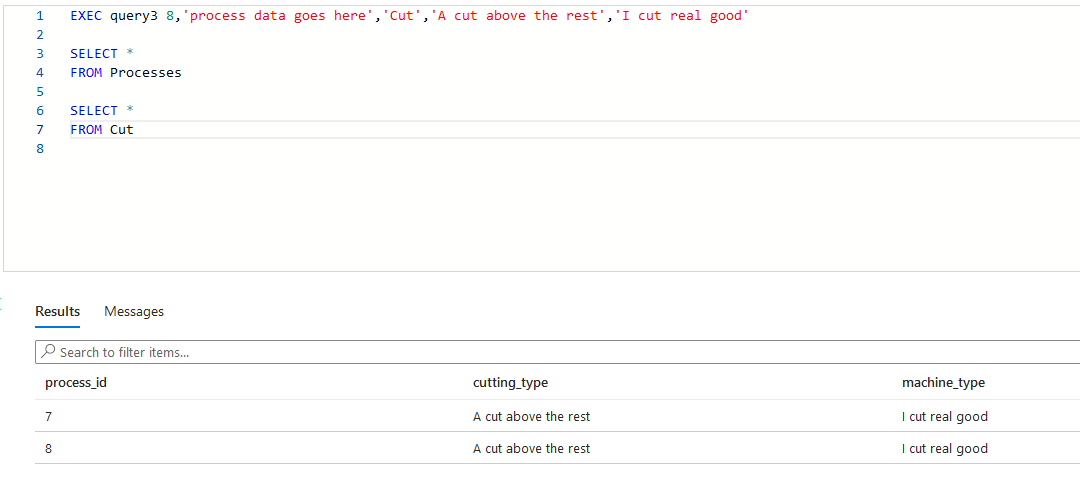 1 EXEC query3 8,'process data goes here','Cut','A cut above the rest','I cut real good'
2
3 SELECT *
4 FROM Processes
5
6 SELECT *
7 FROM Cut
8
Results Messages
Search to filter items...
process_id cutting_type machine_type
7 A cut above the rest I cut real good
8 A cut above the rest I cut real good